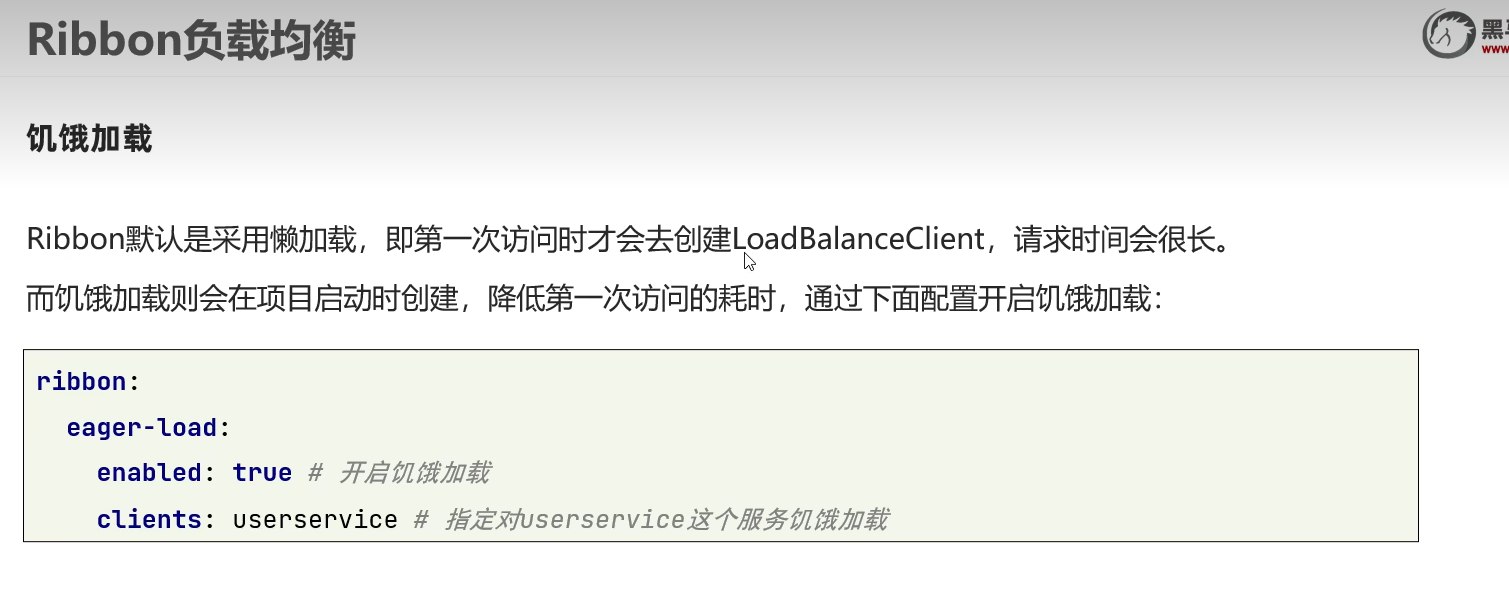 Ribbon负载均衡
黑
www
饥饿加载
Ribbon默认是采用懒加载，即第一次访问时才会去创建LoadBalanceClient，请求时间会很长。
而饥饿加载则会在项目启动时创建，降低第一次访问的耗时，通过下面配置开启饥饿加载：
ribbon:
  eager-load:
    enabled: true # 开启饥饿加载
    clients: userservice # 指定对userservice这个服务饥饿加载